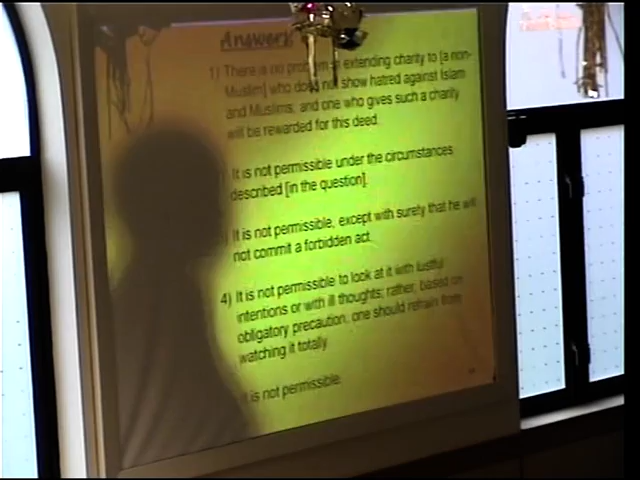 Answers
1) There is no problem in extending charity to [a non-
Muslim] who does not show hatred against Islam
and Muslims, and one who gives such a charity
will be rewarded for this deed.
It is not permissible under the circumstances
described [in the question].
It is not permissible, except with surety that he will
not commit a forbidden act.
4) It is not permissible to look at it with lustful
intentions or with ill thoughts; rather, based on
obligatory precaution, one should refrain from
watching it totally.
is not permissible.